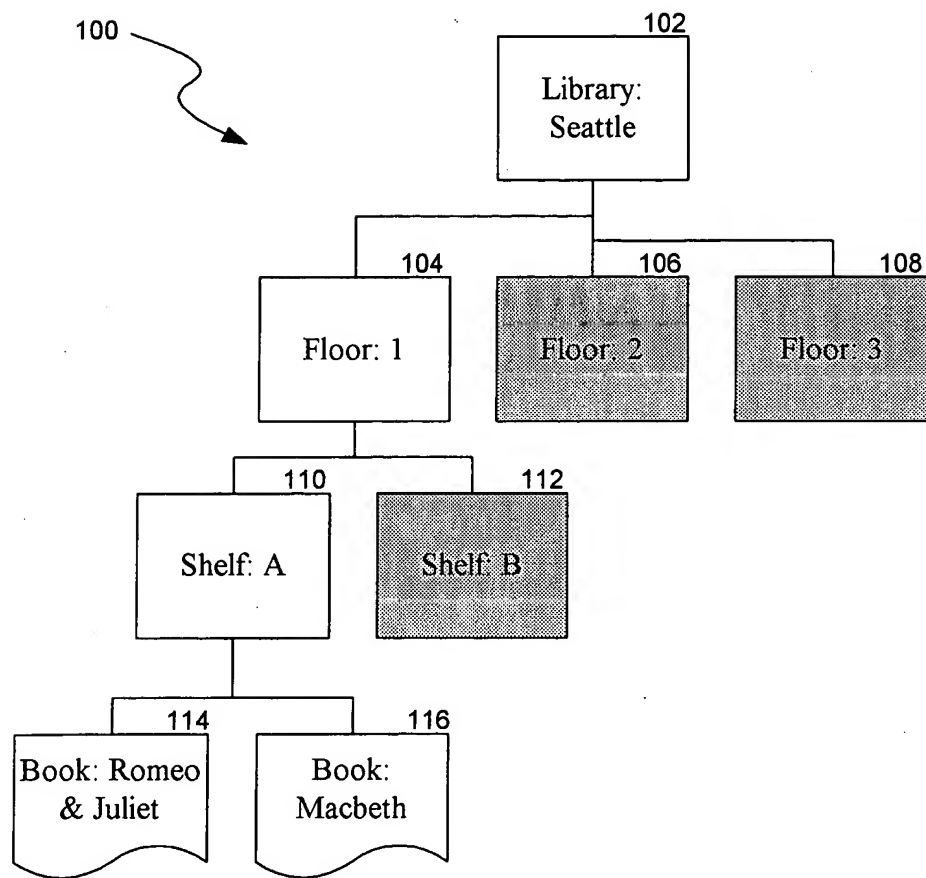 100
102
Library:
Seattle
104
106
108
Floor: 1
Floor: 2
Floor: 3
110
112
Shelf: A
Shelf: B
114
116
Book: Romeo
& Juliet
Book:
Macbeth